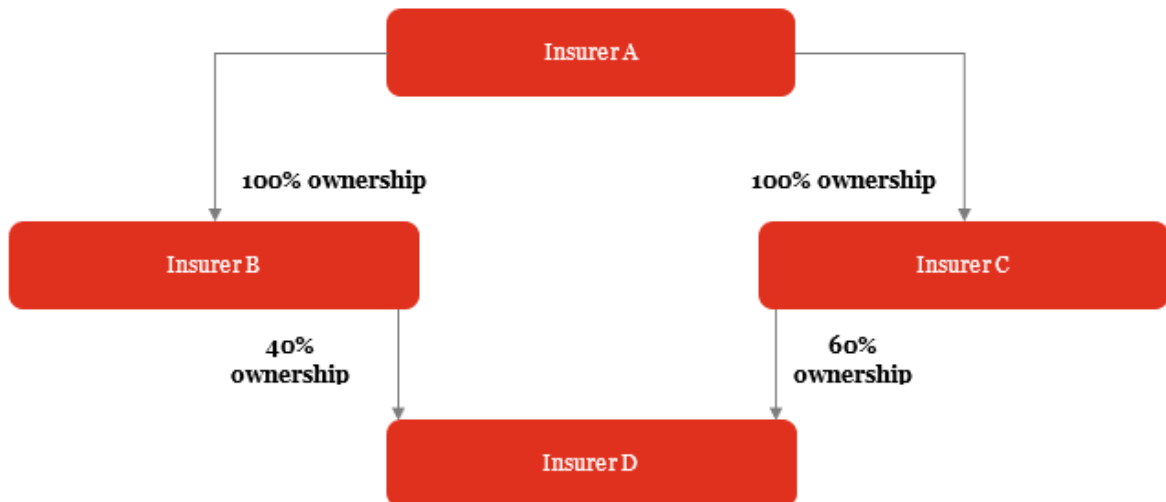 Insurer A
100% ownership
100% ownership
Insurer B
Insurer C
40%
ownership
60%
ownership
Insurer D